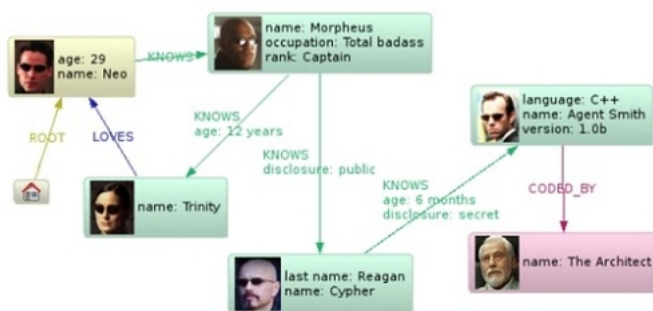 age: 29
name: Neo
KNOWS
name: Morpheus
occupation: Total badass
rank: Captain
ROOT
LOVES
KNOWS
age: 12 years
KNOWS
disclosure: public
name: Trinity
language: C++
name: Agent Smith
version: 1.0b
KNOWS
age: 6 months
disclosure: secret
CODED_BY
last name: Reagan
name: Cypher
name: The Architect